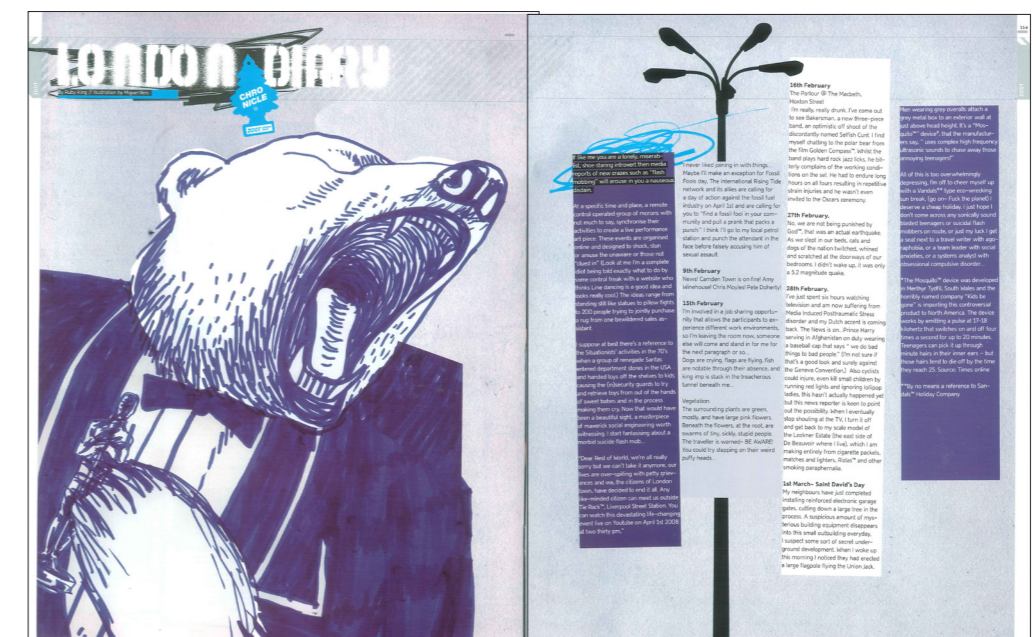 LONDON DIARY
By Ruby King // Illustration by Miguel
CHRO
NICLE
If like me you are a lonely, miserab-
ist, shoe staring introvert then media
reports of new crazes such as "flash
mobbing" will arouse in you a nauseous
disdain.
At a specific time and place, a remote
control operated group of morons with
not much to say, synchronise their
activities to create a live performance
art piece. These events are organised
online and designed to shock, stun
or amuse the unaware or those not
"clued in" (Look at me I'm a complete
idiot being told exactly what to do by
some control freak with a website who
thinks Line dancing is a good idea and
looks really cool.) The ideas range from
standing still like statues to pillow fights
to 200 people trying to jointly purchase
a rug from one bewildered sales as-
sistant.
I suppose at best there's a reference to
the Situationists' activities in the 70's
when a group of renegade Santas
entered department stores in the USA
and handed toys off the shelves to kids
causing the (in)security guards to try
and retrieve toys from out of the hands
of sweet babes and in the process
making them cry. Now that would have
been a beautiful sight, a masterpiece
of maverick social engineering worth
witnessing. I start fantasising about a
morbid suicide flash mob...
"Dear Rest of World, we're all really
sorry but we can't take it anymore, our
lives are over-spilling with petty griev-
ances and we, the citizens of London
town, have decided to end it all. Any
like-minded citizen can meet us outside
Tie Rack™, Liverpool Street Station. You
can watch this devastating life-changing
event live on Youtube on April 1st 2008
at two thirty pm."
I never liked joining in with things.
Maybe I'll make an exception for Fossil
Fools day. The International Rising Tide
network and its allies are calling for
a day of action against the fossil fuel
industry on April 1st and are calling for
you to "Find a fossil fool in your com-
munity and pull a prank that packs a
punch". I think I'll go to my local petrol
station and punch the attendant in the
face before falsely accusing him of
sexual assault.
9th February
News! Camden Town is on fire! Amy
Winehouse! Chris Moyles! Pete Doherty!
15th February
I'm involved in a job sharing opportu-
nity that allows the participants to ex-
perience different work environments,
so I'm leaving the room now, someone
else will come and stand in for me for
the next paragraph or so...
Dogs are crying, flags are flying, fish
are notable through their absence, and
king imp is stuck in the treacherous
tunnel beneath me...
Vegetation
The surrounding plants are green,
mostly, and have large pink flowers.
Beneath the flowers, at the root, are
swarms of tiny, sickly, stupid people.
The traveller is warned- BE AWARE!
You could try slapping on their weird
puffy heads...
16th February
The Parlour @ The Macbeth,
Hoxton Street
I'm really, really drunk. I've come out
to see Bakersman, a new three-piece
band, an optimistic off shoot of the
discordantly named Selfish Cunt. I find
myself chatting to the polar bear from
the film Golden Compass™. Whilst the
band plays hard rock jazz licks, he bit-
terly complains of the working condi-
tions on the set. He had to endure long
hours on all fours resulting in repetitive
strain injuries and he wasn't even
invited to the Oscars ceremony.
27th February.
No, we are not being punished by
God™, that was an actual earthquake.
As we slept in our beds, cats and
dogs of the nation twitched, whined
and scratched at the doorways of our
bedrooms. I didn't wake up, it was only
a 5.2 magnitude quake.
28th February.
I've just spent six hours watching
television and am now suffering from
Media Induced Posttraumatic Stress
disorder and my Dutch accent is coming
back. The News is on...Prince Harry
serving in Afghanistan on duty wearing
a baseball cap that says " we do bad
things to bad people." (I'm not sure if
that's a good look and surely against
the Geneva Convention.) Also cyclists
could injure, even kill small children by
running red lights and ignoring lollipop
ladies, this hasn't actually happened yet
but this news reporter is keen to point
out the possibility. When I eventually
stop shouting at the TV, I turn it off
and get back to my scale model of
the Lockner Estate (the east side of
De Beauvoir where I live), which I am
making entirely from cigarette packets,
matches and lighters, Rizlas™ and other
smoking paraphernalia.
1st March- Saint David's Day
My neighbours have just completed
installing reinforced electronic garage
gates, cutting down a large tree in the
process. A suspicious amount of mys-
terious building equipment disappears
into this small outbuilding everyday.
I suspect some sort of secret under-
ground development. When I woke up
this morning I noticed they had erected
a large flagpole flying the Union Jack.
Men wearing grey overalls attach a
grey metal box to an exterior wall at
just above head height. It's a "Mos-
quito™ device*, that the manufactur-
ers say, " uses complex high frequency
ultrasonic sounds to chase away those
annoying teenagers!"
All of this is too overwhelmingly
depressing, I'm off to cheer myself up
with a Vandals** type eco-wrecking
sun break, (go on- Fuck the planet!) I
deserve a cheap holiday. I just hope I
don't come across any sonically sound
blasted teenagers or suicidal flash
mobbers on route, or just my luck I get
a seat next to a travel writer with ago-
raphobia, or a team leader with social
anxieties, or a systems analyst with
obsessional compulsive disorder...
*The Mosquito™ device was developed
in Merthyr Tydfil, South Wales and the
horribly named company "Kids be
gone" is importing the controversial
product to North America. The device
works by emitting a pulse at 17-18
kilohertz that switches on and off four
times a second for up to 20 minutes.
Teenagers can pick it up through
minute hairs in their inner ears - but
those hairs tend to die off by the time
they reach 25. Source: Times online
**By no means a reference to San-
dals™ Holiday Company